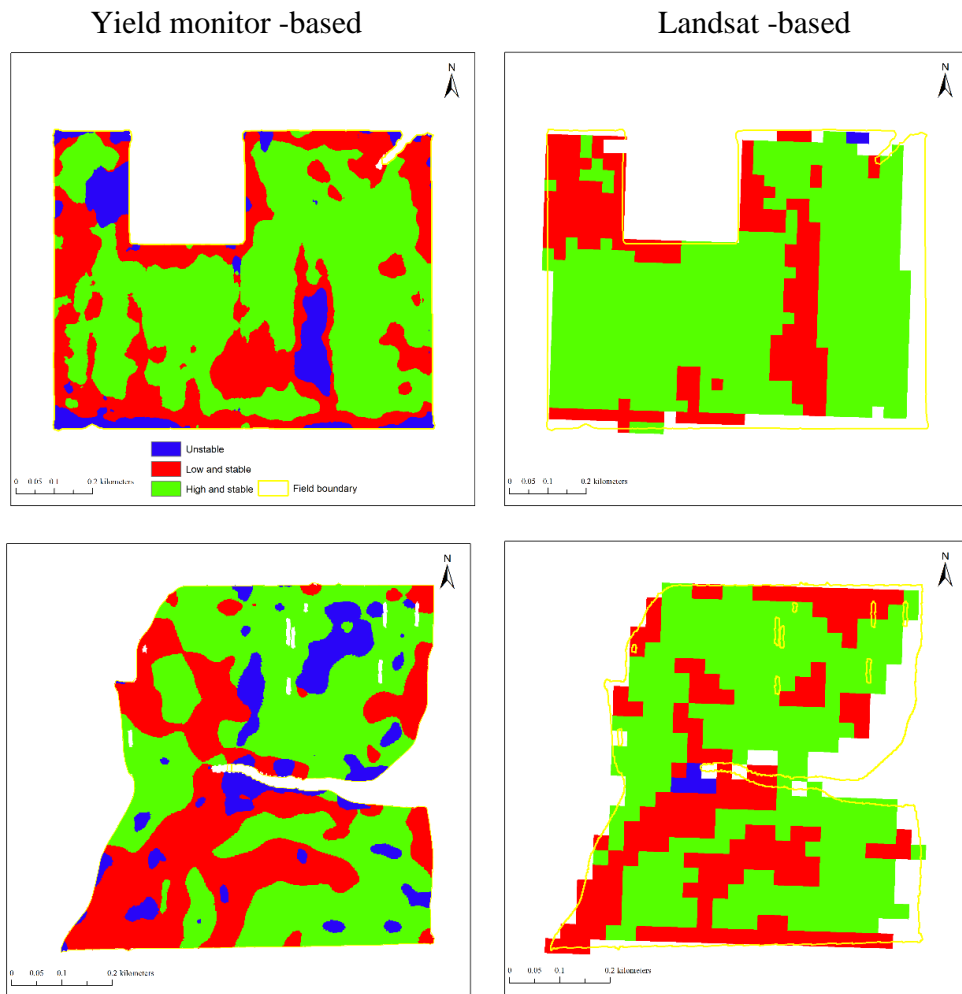 Yield monitor -based
Landsat -based
N
N
Unstable
Low and stable
High and stable
Field boundary
0 0.05 0.1 0.2 kilometers
0 0.05 0.1 0.2 kilometers
N
N
0 0.05 0.1 0.2 kilometers
0 0.05 0.1 0.2 kilometers